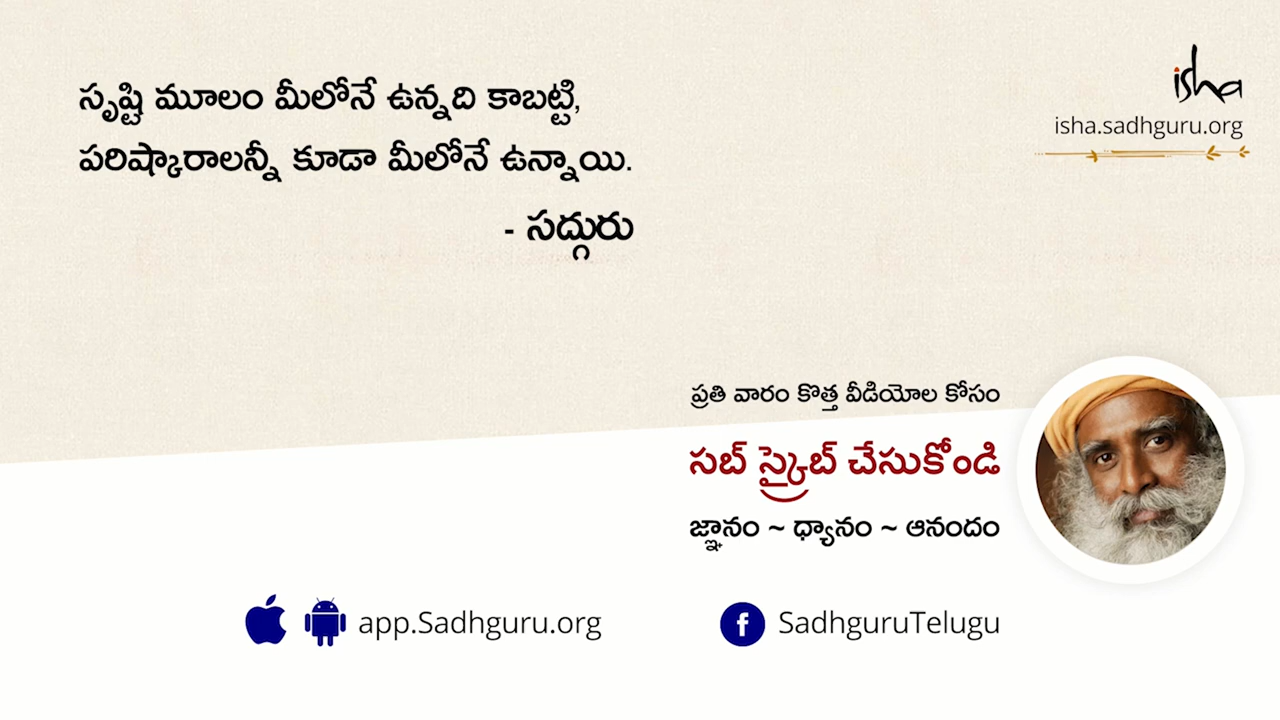 సృష్టి మూలం మీలోనే ఉన్నది కాబట్టి,
పరిష్కారాలన్నీ కూడా మీలోనే ఉన్నాయి.
- సద్గురు
isha
isha.sadhguru.org
ప్రతి వారం కొత్త వీడియోల కోసం
సబ్ స్క్రైబ్ చేసుకోండి
జ్ఞానం ~ ధ్యానం ~ ఆనందం
app.Sadhguru.org
f SadhguruTelugu